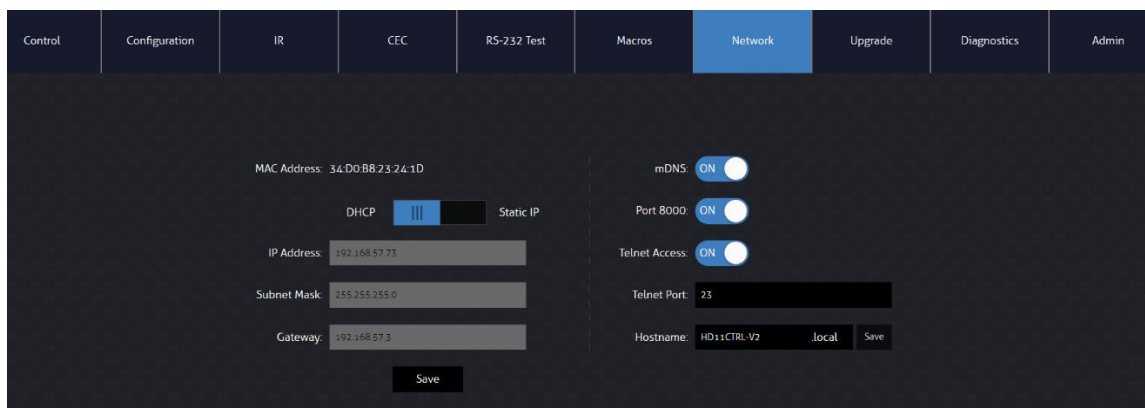 Control Configuration IR CEC RS-232 Test Macros Network Upgrade Diagnostics Admin
MAC Address: 34:D0:B8:23:24:1D
DHCP Static IP
IP Address: 192.168.57.73
Subnet Mask: 255.255.255.0
Gateway: 192.168.57.3
Save
mDNS: ON
Port 8000: ON
Telnet Access: ON
Telnet Port: 23
Hostname: HD11CTRL-V2 .local Save